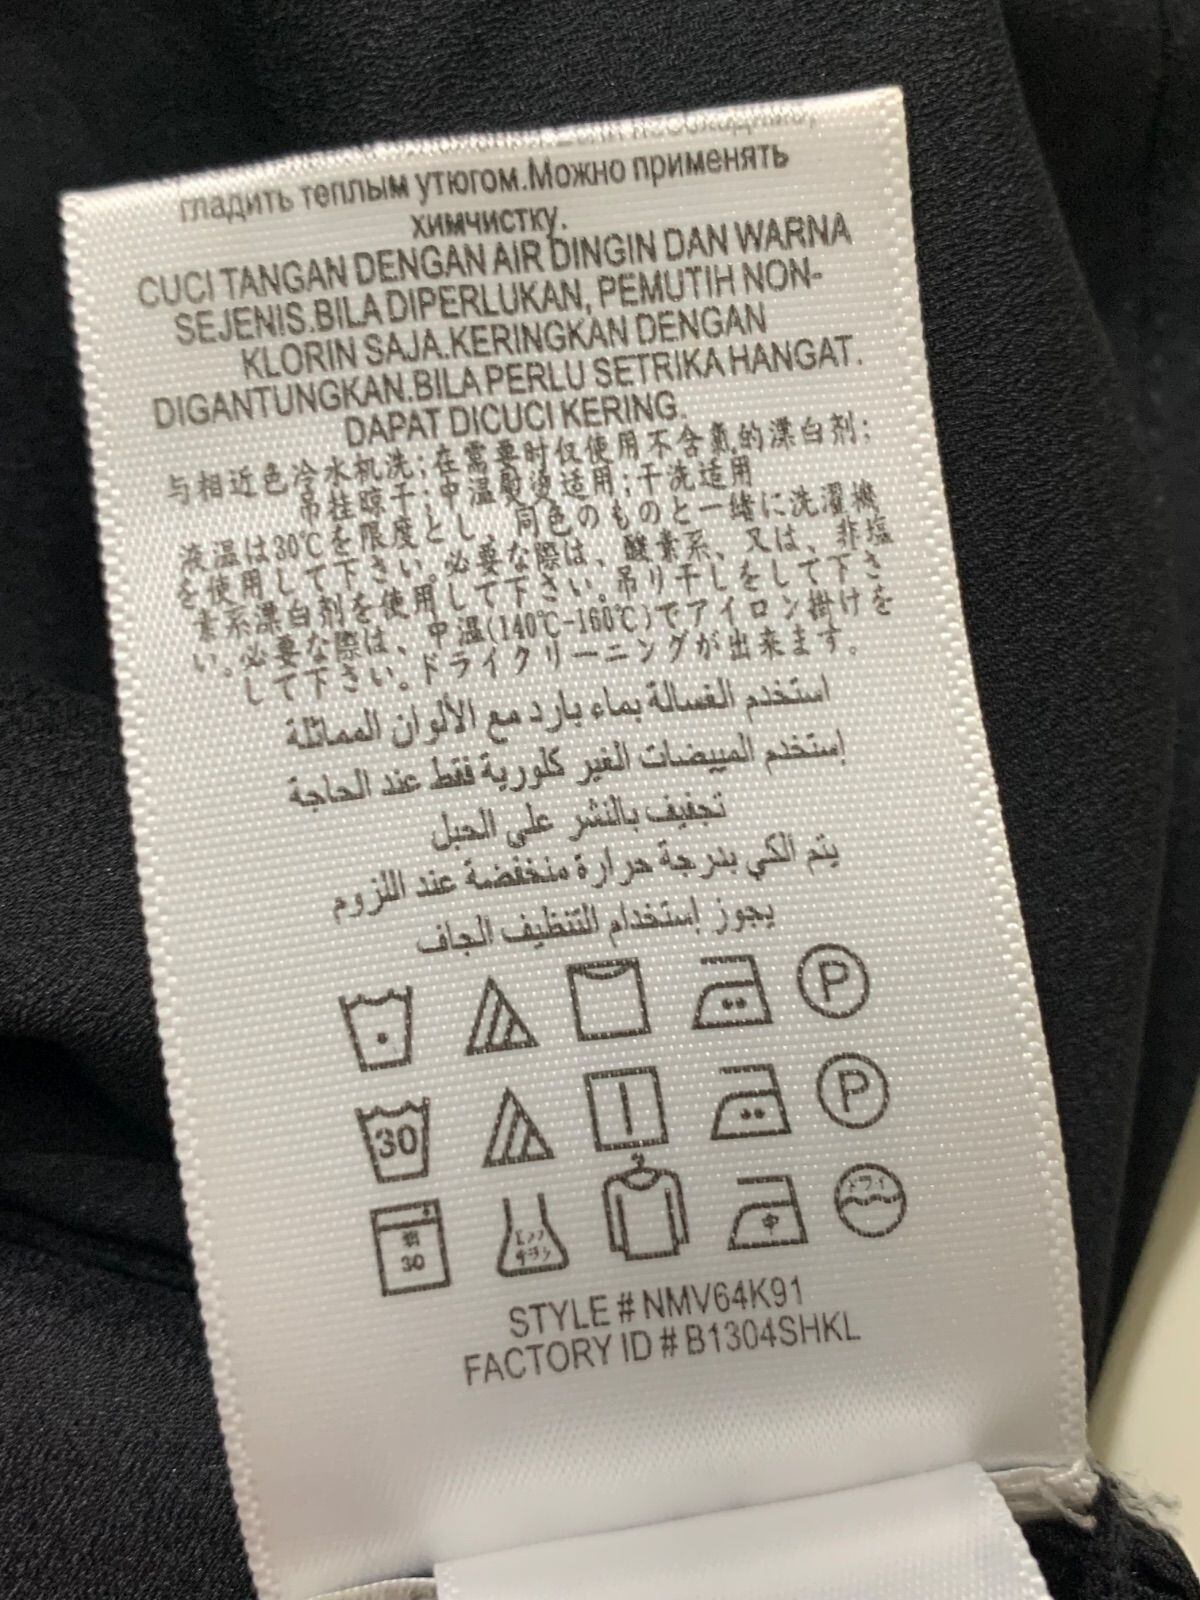 гладить теплым утюгом.Можно применять
химчистку.
CUCI TANGAN DENGAN AIR DINGIN DAN WARNA
SEJENIS.BILA DIPERLUKAN, PEMUTIH NON-
KLORIN SAJA.KERINGKAN DENGAN
DIGANTUNGKAN.BILA PERLU SETRIKA HANGAT.
DAPAT DICUCI KERING.
与相近色冷水机洗;在需要时仅使用不含氯的漂白剂;
吊挂晾干;中温熨烫适用;干洗适用
液温は30℃を限度とし、同色のものと一緒に洗濯機
を使用して下さい。必要な際は、酸素系、又は、非塩
素系漂白剤を使用して下さい。吊り干しをして下さ
い。必要な際は、中温(140℃-160℃)でアイロン掛けを
して下さい。ドライクリーニングが出来ます。
استخدم الغسالة بماء بارد مع الألوان المماثلة
إستخدم المبيضات الغير كلورية فقط عند الحاجة
تجفيف بالنشر على الحبل
يتم الكي بدرجة حرارة منخفضة عند اللزوم
يجوز إستخدام التنظيف الجاف
P
30 P
30 エンソ 中 ドライ
サラシ
STYLE # NMV64K91
FACTORY ID # B1304SHKL